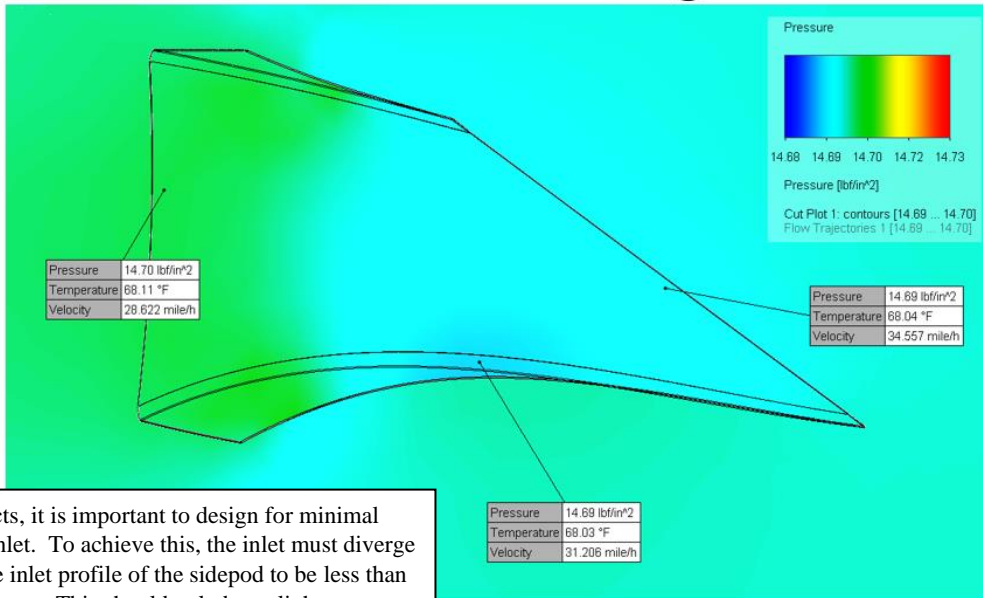 Pressure
14.68 14.69 14.70 14.72 14.73
Pressure [lbf/in^2]
Cut Plot 1: contours [14.69 ... 14.70]
Flow Trajectories 1 [14.69 ... 14.70]
Pressure 14.70 lbf/in^2
Temperature 68.11 °F
Velocity 28.622 mile/h
Pressure 14.69 lbf/in^2
Temperature 68.04 °F
Velocity 34.557 mile/h
Pressure 14.69 lbf/in^2
Temperature 68.03 °F
Velocity 31.206 mile/h
cts, it is important to design for minimal
nlet. To achieve this, the inlet must diverge
e inlet profile of the sidepod to be less than